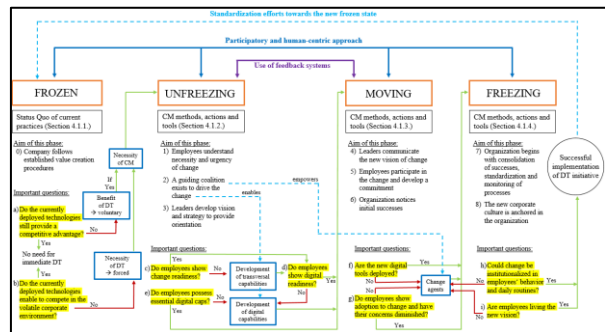 Standardization efforts towards the new frozen state
Participatory and human-centric approach
Use of feedback systems
FROZEN
Status Quo of current
practices (Section 4.1.1.)
Aim of this phase:
0) Company follows
established value creation
procedures
Necessity of CM
If
Yes
Important questions:
a) Do the currently
deployed technologies
still provide a
competitive advantage?
No
Benefit
of DT
→ voluntary
Yes
No need for
immediate DT
Yes
b) Do the currently
deployed technologies
enable to compete in the
volatile corporate
environment?
No
Necessity
of DT
→ forced
UNFREEZING
CM methods, actions and
tools (Section 4.1.2.)
Aim of this phase:
1) Employees understand
necessity and urgency of
change
2) A guiding coalition
exists to drive the
change
3) Leaders develop vision and
strategy to provide
orientation
enables
empowers
Important questions:
Yes
c) Do employees show
change readiness?
No
Development
of transversal
capabilities
d) Do employees
show digital
readiness?
e) Do employees possess
essential digital caps?
No
Development
of digital
capabilities
No
Yes
Yes
MOVING
CM methods, actions and
tools (Section 4.1.3.)
Aim of this phase:
4) Leaders communicate the
new vision of change
5) Employees participate in
the change and develop a
commitment
6) Organization notices
initial successes
Important questions:
f) Are the new digital
tools deployed?
Yes
No
No
Change
agents
g) Do employees show
adoption to change and
have their concerns
diminished?
Yes
FREEZING
CM methods, actions and
tools (Section 4.1.4.)
Aim of this phase:
7) Organization begins
with consolidation of
successes, standardization
and monitoring of
processes
8) The new corporate
culture is anchored in the
organization
Successful
implementation
of DT initiative
Important questions:
h) Could change be
institutionalized in
employees' behavior
and daily routines?
Yes
No
No
i) Are employees living
the new vision?
Yes